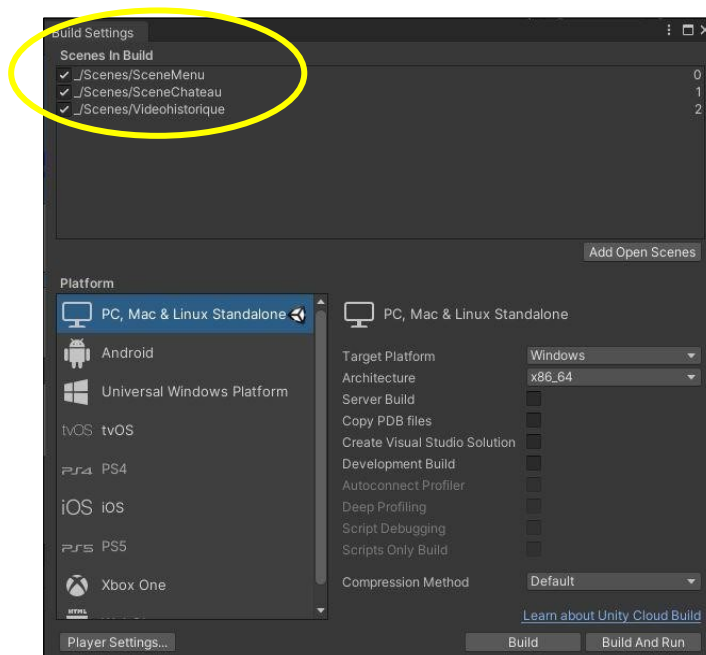 Build Settings
Scenes In Build
_/Scenes/SceneMenu 0
_/Scenes/SceneChateau 1
_/Scenes/Videohistorique 2
Add Open Scenes
Platform
PC, Mac & Linux Standalone
Android
Universal Windows Platform
tvOS tvOS
PS4 PS4
iOS iOS
PS5 PS5
Xbox One
HTML
PC, Mac & Linux Standalone
Target Platform Windows
Architecture x86_64
Server Build
Copy PDB files
Create Visual Studio Solution
Development Build
Autoconnect Profiler
Deep Profiling
Script Debugging
Scripts Only Build
Compression Method Default
Learn about Unity Cloud Build
Player Settings...
Build
Build And Run